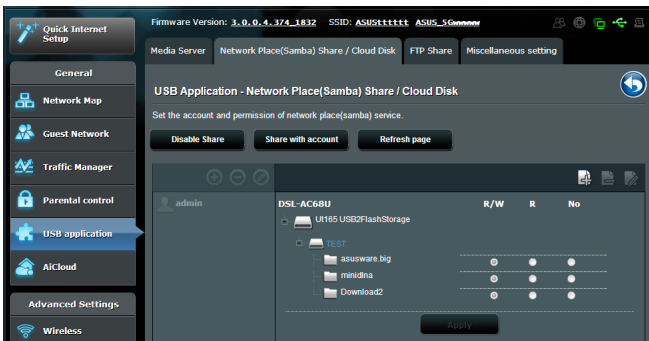 Quick Internet
Setup
General
Network Map
Guest Network
Traffic Manager
Parental control
USB application
AiCloud
Advanced Settings
Wireless
Firmware Version: 3.0.0.4.374_1832 SSID: ASUStttttt
Media Server Network Place(Samba) Share / Cloud Disk FTP Share Miscellaneous setting
USB Application - Network Place(Samba) Share / Cloud Disk
Set the account and permission of network place(samba) service.
Disable Share Share with account Refresh page
admin
DSL-AC68U R/W R No
Ut165 USB2FlashStorage
TEST
asusware.big
minidlna
Download2
Apply